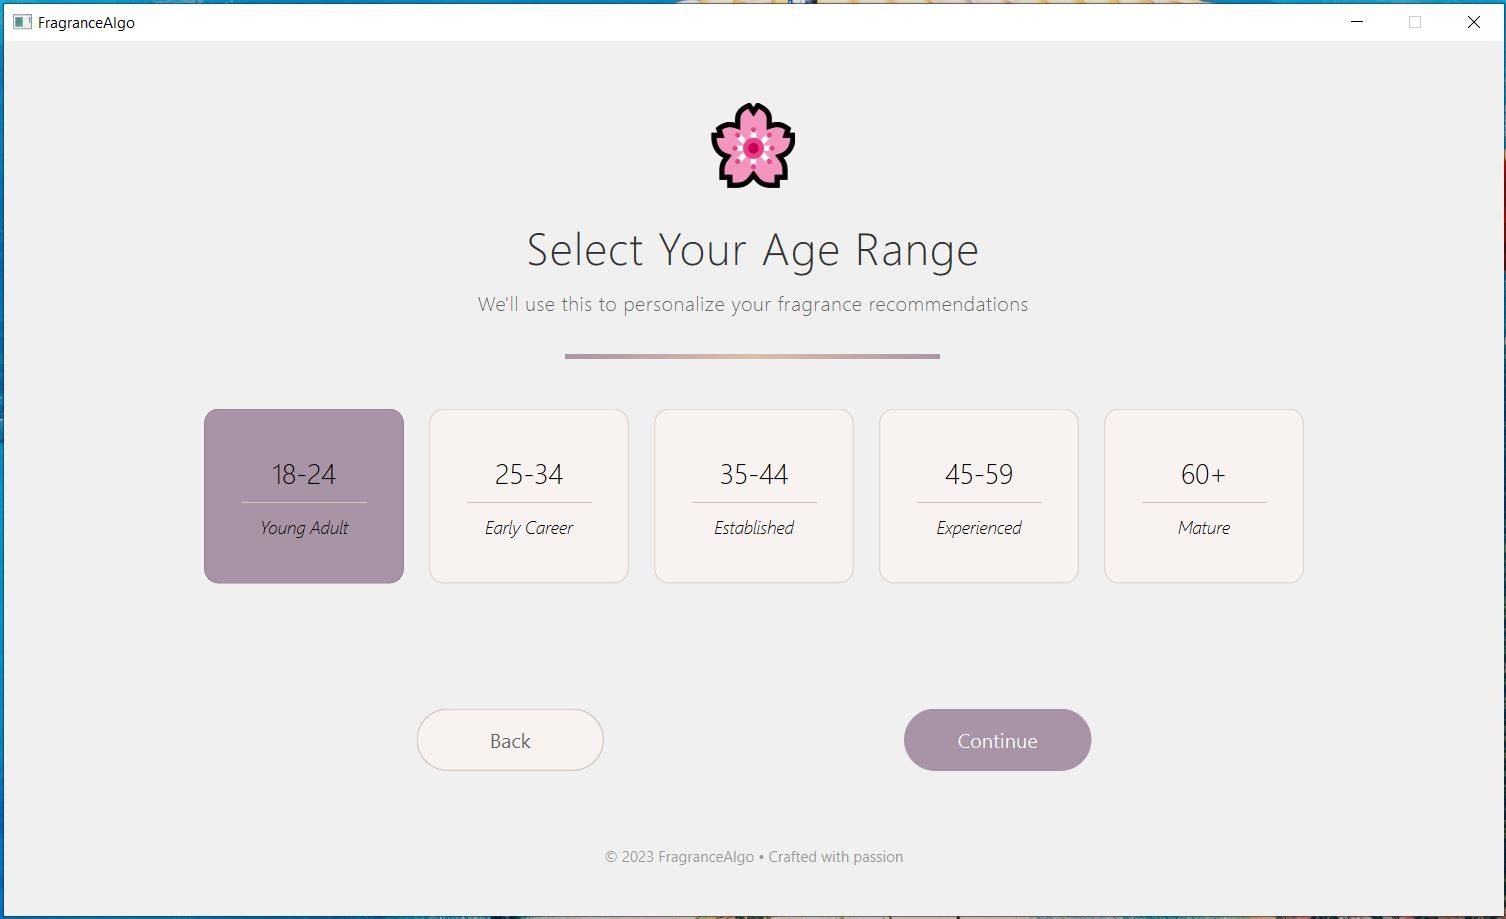 FragranceAlgo
Select Your Age Range
We'll use this to personalize your fragrance recommendations
18-24
Young Adult
25-34
Early Career
35-44
Established
45-59
Experienced
60+
Mature
Back
Continue
© 2023 FragranceAlgo • Crafted with passion